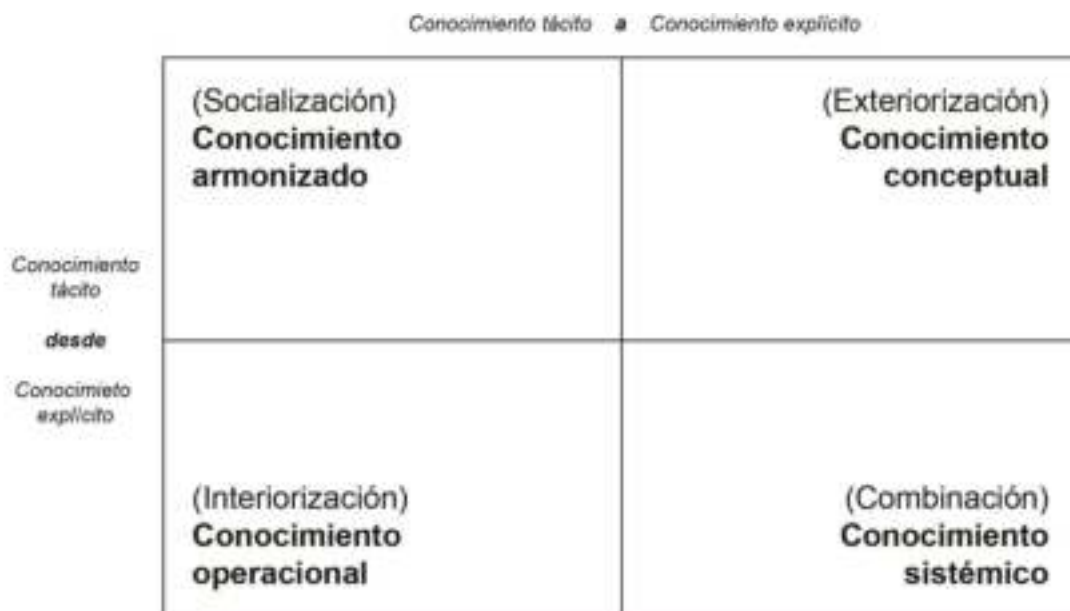 Conocimiento tácito a Conocimiento explícito
(Socialización)
Conocimiento
armonizado
(Exteriorización)
Conocimiento
conceptual
Conocimiento
tácito
desde
Conocimieto
explícito
(Interiorización)
Conocimiento
operacional
(Combinación)
Conocimiento
sistémico